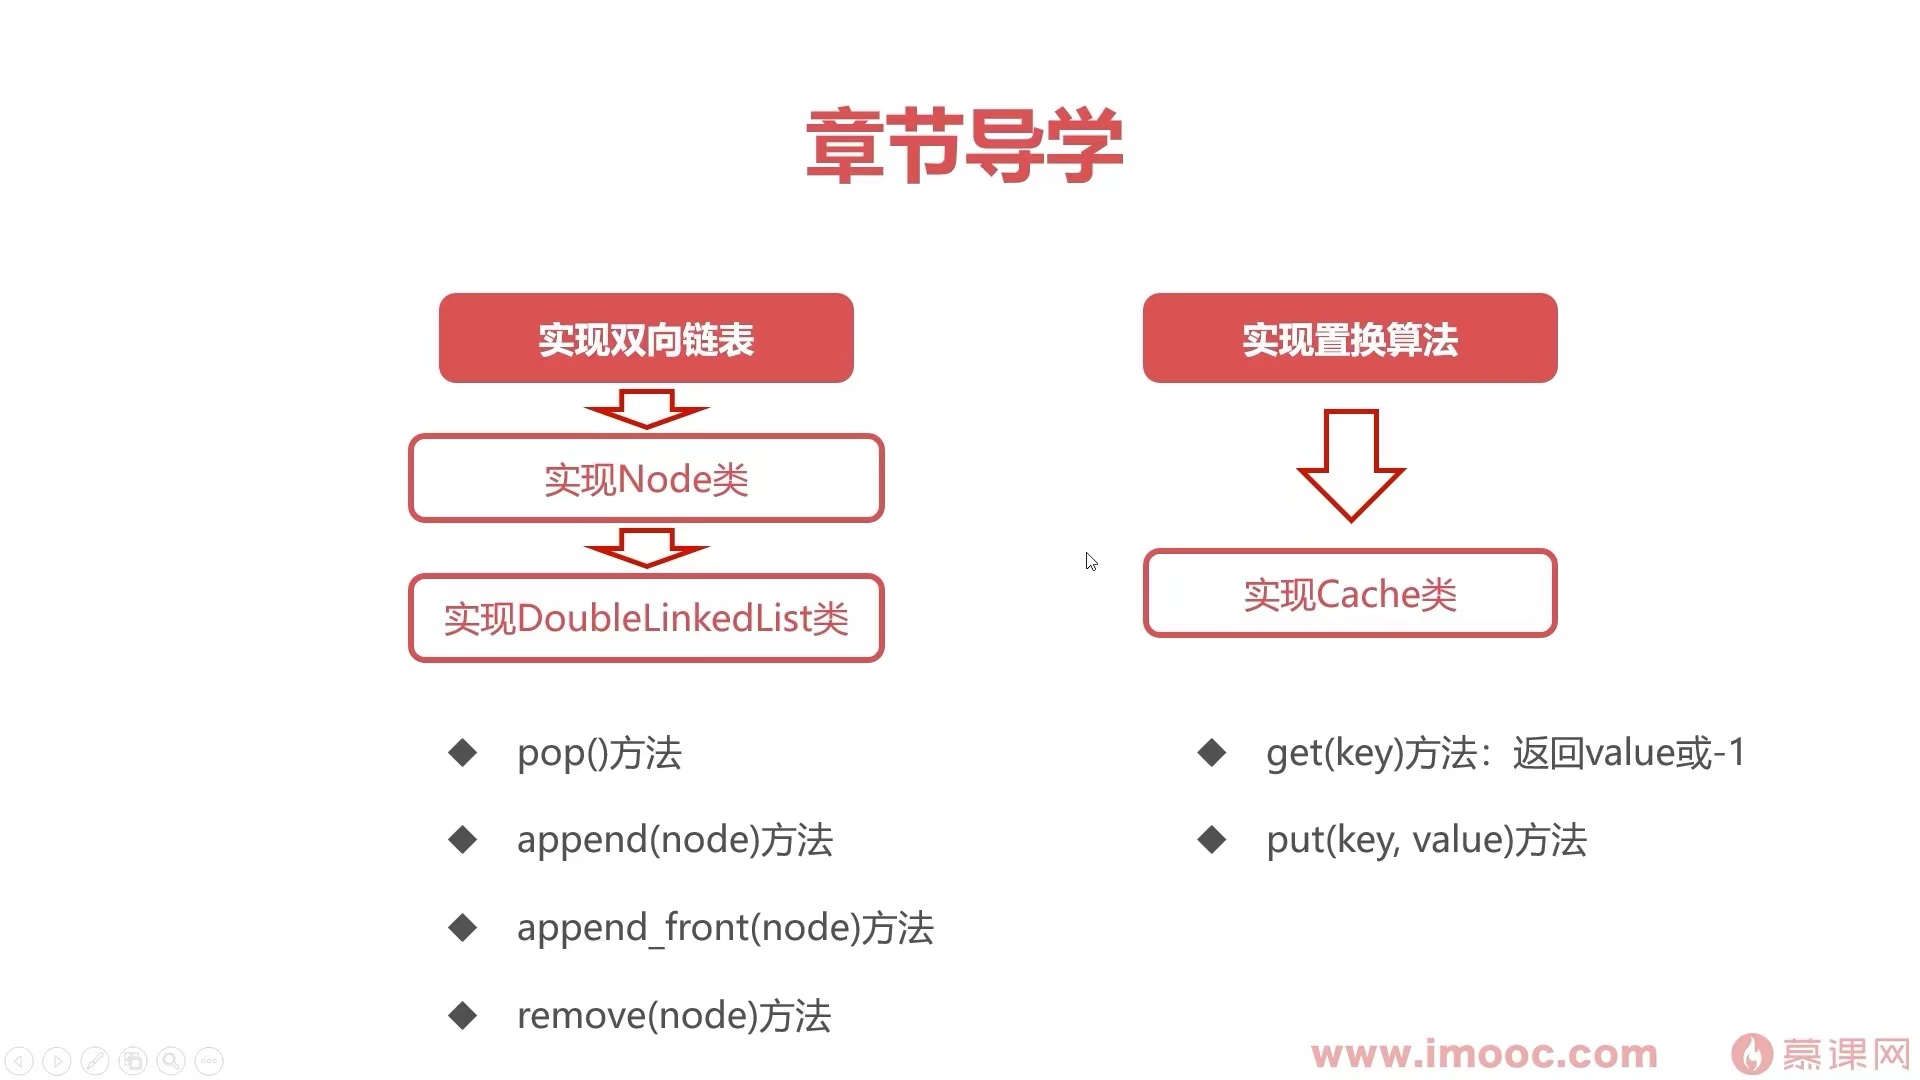 章节导学
实现双向链表
实现Node类
实现DoubleLinkedList类
pop()方法
append(node)方法
append_front(node)方法
remove(node)方法
实现置换算法
实现Cache类
get(key)方法：返回value或-1
put(key, value)方法
www.imooc.com
慕课网